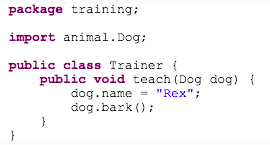 package training;
import animal.Dog;
public class Trainer {
public void teach(Dog dog) {
dog.name = "Rex";
dog.bark();
}
}